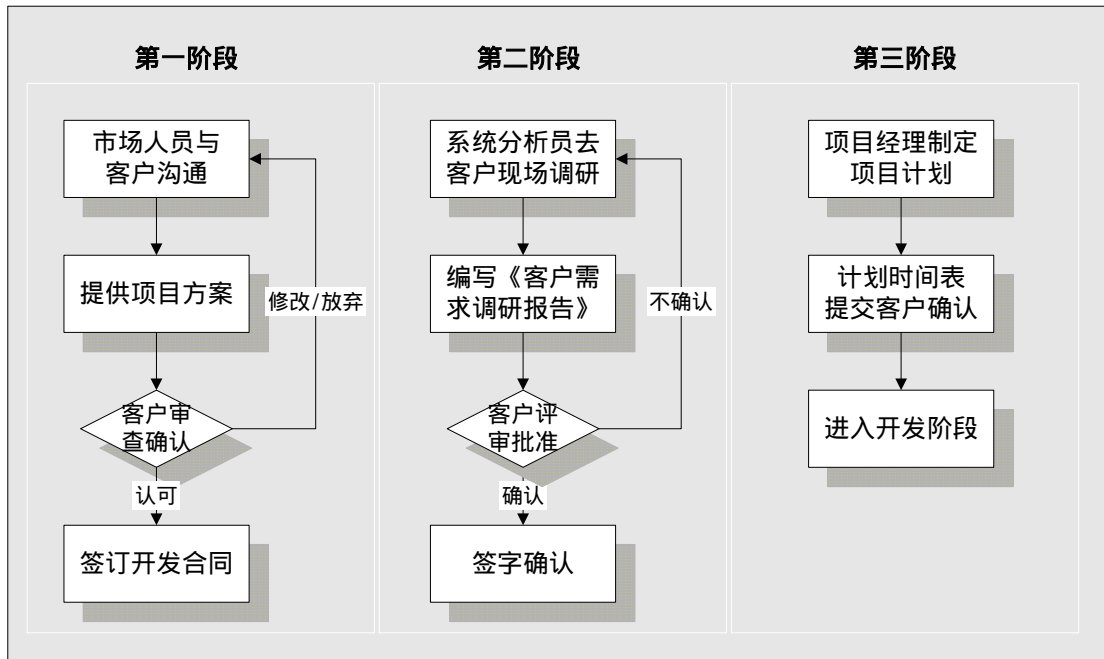 第一阶段
市场人员与
客户沟通
提供项目方案
修改/放弃
客户审
查确认
认可
签订开发合同
第二阶段
系统分析员去
客户现场调研
编写《客户需
求调研报告》
不确认
客户评
审批准
确认
签字确认
第三阶段
项目经理制定
项目计划
计划时间表
提交客户确认
进入开发阶段